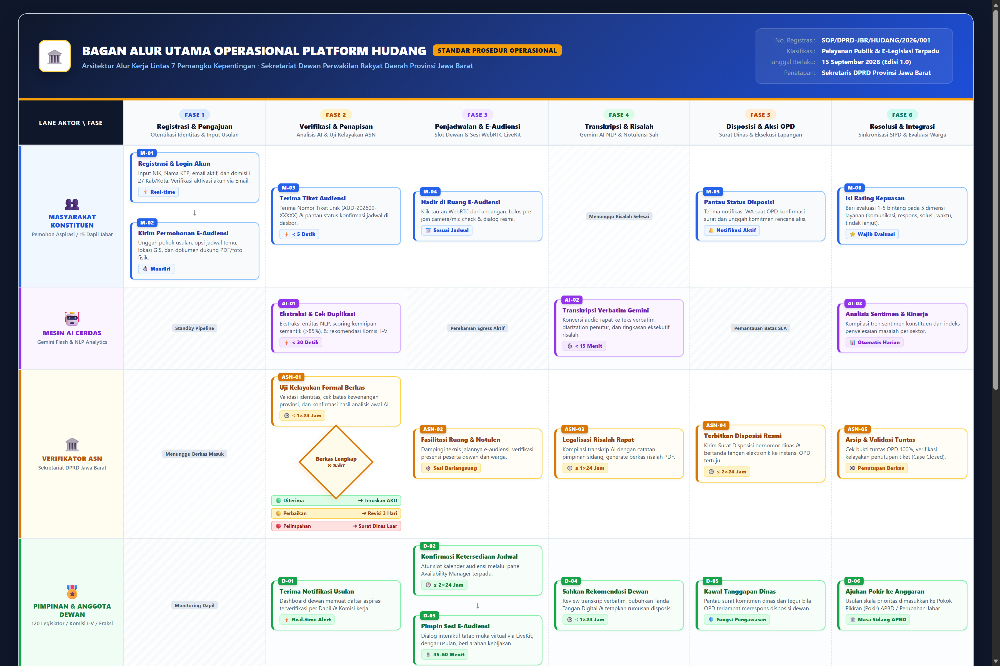 BAGAN ALUR UTAMA OPERASIONAL PLATFORM HUDANG
STANDAR PROSEDUR OPERASIONAL
Arsitektur Alur Kerja Lintas 7 Pemangku Kepentingan · Sekretariat Dewan Perwakilan Rakyat Daerah Provinsi Jawa Barat
No. Registrasi: SOP/DPRD-JBR/HUDANG/2026/001
Klasifikasi: Pelayanan Publik & E-Legislasi Terpadu
Tanggal Berlaku: 15 September 2026 (Edisi 1.0)
Penetapan: Sekretaris DPRD Provinsi Jawa Barat
LANE AKTOR \ FASE
FASE 1
Registrasi & Pengajuan
Otentikasi Identitas & Input Usulan
FASE 2
Verifikasi & Penapisan
Analisis AI & Uji Kelayakan ASN
FASE 3
Penjadwalan & E-Audiensi
Slot Dewan & Sesi WebRTC LiveKit
FASE 4
Transkripsi & Risalah
Gemini AI NLP & Notulensi Sah
FASE 5
Disposisi & Aksi OPD
Surat Dinas & Eksekusi Lapangan
FASE 6
Resolusi & Integrasi
Sinkronisasi SIPD & Evaluasi Warga
MASYARAKAT
KONSTITUEN
Pemohon Aspirasi / 15 Dapil Jabar
M-01
Registrasi & Login Akun
Input NIK, Nama KTP, email aktif, dan domisili
27 Kab/Kota. Verifikasi aktivasi akun via Email.
Real-time
↓
M-02
Kirim Permohonan E-Audiensi
Unggah pokok usulan, opsi jadwal temu,
lokasi GIS, dan dokumen dukung PDF/foto
fisik.
Mandiri
M-03
Terima Tiket Audiensi
Terima Nomor Tiket unik (AUD-202609-
XXXXX) & pantau status konfirmasi jadwal di
dasbor.
< 5 Detik
M-04
Hadir di Ruang E-Audiensi
Klik tautan WebRTC dari undangan. Lolos pre-
join camera/mic check & dialog resmi.
Sesuai Jadwal
Menunggu Risalah Selesai
M-05
Pantau Status Disposisi
Terima notifikasi WA saat OPD konfirmasi
surat dan unggah komitmen rencana aksi.
Notifikasi Aktif
M-06
Isi Rating Kepuasan
Beri evaluasi 1-5 bintang pada 5 dimensi
layanan (komunikasi, respons, solusi, waktu,
tindak lanjut).
Wajib Evaluasi
MESIN AI CERDAS
Gemini Flash & NLP Analytics
Standby Pipeline
AI-01
Ekstraksi & Cek Duplikasi
Ekstraksi entitas NLP, scoring kemiripan
semantik (>85%), & rekomendasi Komisi I-V.
< 30 Detik
Perekaman Egress Aktif
AI-02
Transkripsi Verbatim Gemini
Konversi audio rapat ke teks verbatim,
diarization penutur, dan ringkasan eksekutif
risalah.
< 15 Menit
Pemantauan Batas SLA
AI-03
Analisis Sentimen & Kinerja
Kompilasi tren sentimen konstituen dan indeks
penyelesaian masalah per sektor.
Otomatis Harian
VERIFIKATOR ASN
Sekretariat DPRD Jawa Barat
Menunggu Berkas Masuk
ASN-01
Uji Kelayakan Formal Berkas
Validasi identitas, cek batas kewenangan
provinsi, dan konfirmasi hasil analisis awal AI.
≤ 1×24 Jam
Berkas Lengkap
& Sah?
Diterima → Teruskan AKD
Perbaikan → Revisi 3 Hari
Pelimpahan → Surat Dinas Luar
ASN-02
Fasilitasi Ruang & Notulen
Dampingi teknis jalannya e-audiensi, verifikasi
presensi peserta dewan dan warga.
Sesi Berlangsung
ASN-03
Legalisasi Risalah Rapat
Kompilasi transkrip AI dengan catatan
pimpinan sidang, generate berkas risalah PDF.
≤ 1×24 Jam
ASN-04
Terbitkan Disposisi Resmi
Kirim Surat Disposisi bernomor dinas &
bertanda tangan elektronik ke instansi OPD
tertuju.
≤ 2×24 Jam
ASN-05
Arsip & Validasi Tuntas
Cek bukti tuntas OPD 100%, verifikasi
kelayakan penutupan tiket (Case Closed).
Penutupan Berkas
PIMPINAN & ANGGOTA
DEWAN
120 Legislator / Komisi I-V / Fraksi
Monitoring Dapil
D-01
Terima Notifikasi Usulan
Dashboard dewan memuat daftar aspirasi
terverifikasi per Dapil & Komisi kerja.
Real-time Alert
D-02
Konfirmasi Ketersediaan Jadwal
Atur slot kalender audiensi melalui panel
Availability Manager terpadu.
≤ 2×24 Jam
↓
D-03
Pimpin Sesi E-Audiensi
Dialog interaktif tatap muka virtual via LiveKit,
dengar usulan, beri arahan kebijakan.
45-60 Menit
D-04
Sahkan Rekomendasi Dewan
Review transkrip verbatim, bubuhkan Tanda
Tangan Digital & tetapkan rumusan disposisi.
≤ 1×24 Jam
D-05
Kawal Tanggapan Dinas
Pantau surat komitmen dinas dan tegur bila
OPD terlambat merespons disposisi dewan.
Fungsi Pengawasan
D-06
Ajukan Pokir ke Anggaran
Usulan skala prioritas dimasukkan ke Pokok
Pikiran (Pokir) APBD / Perubahan Jabar.
Masa Sidang APBD